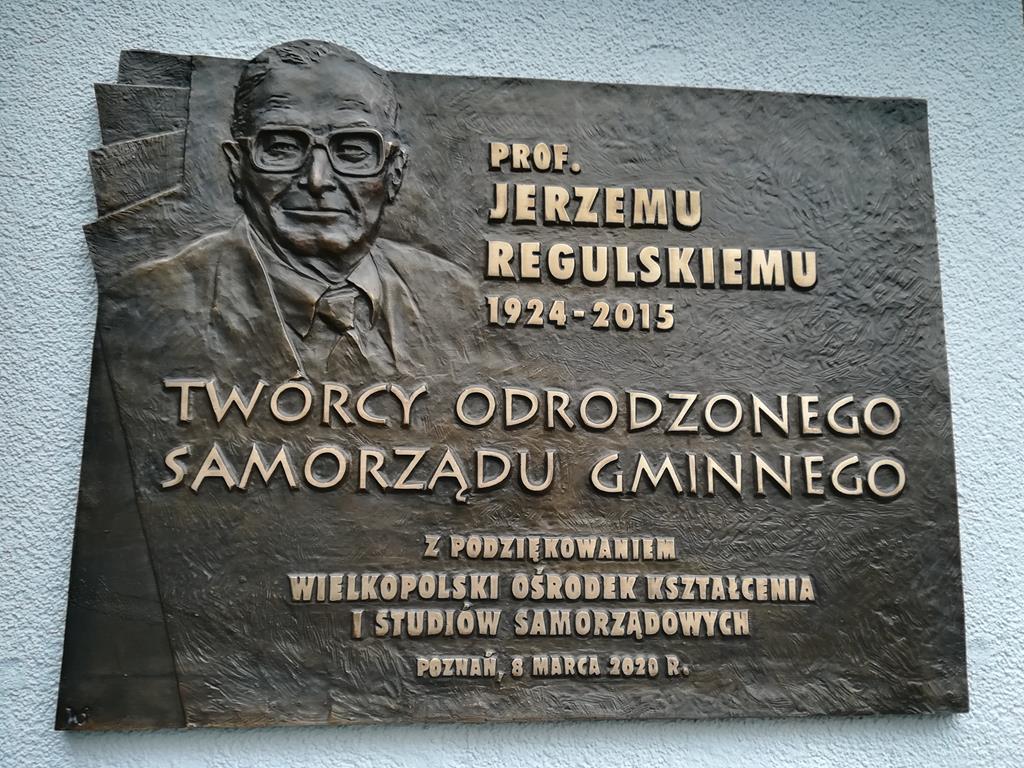 PROF.
JERZEMU
REGULSKIEMU
1924-2015
TWÓRCY ODRODZONEGO
SAMORZĄDU GMINNEGO
Z PODZIĘKOWANIEM
WIELKOPOLSKI OŚRODEK KSZTAŁCENIA
I STUDIÓW SAMORZĄDOWYCH
POZNAŃ, 8 MARCA 2020 R.